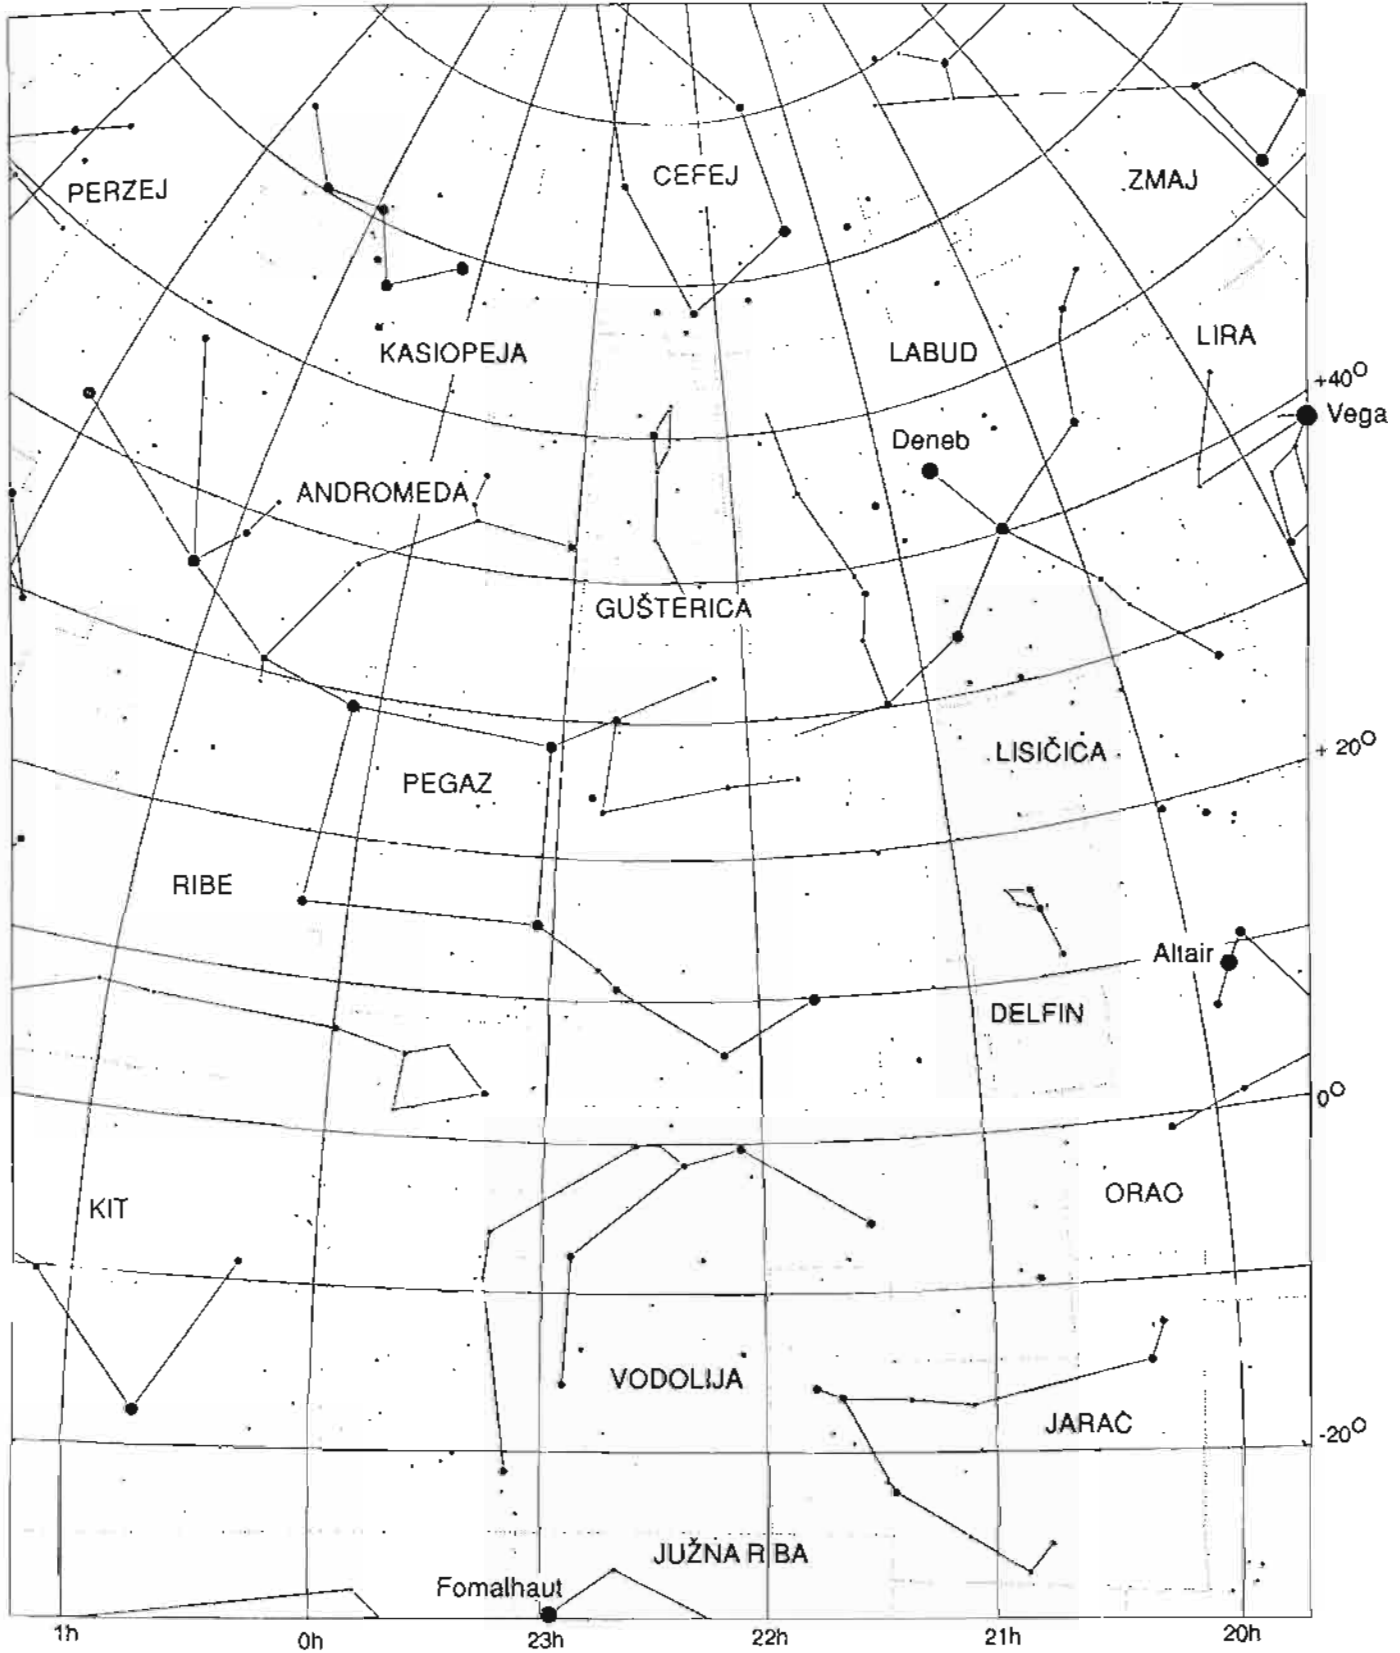 PERZEJ
CEFEJ
ZMAJ
KASIOPEJA
LABUD
LIRA
+40°
Vega
Deneb
ANDROMEDA
GUŠTERICA
+20°
LISIČICA
PEGAZ
RIBE
Altair
DELFIN
0°
ORAO
KIT
VODOLIJA
JARAC
-20°
JUŽNA RIBA
Fomalhaut
1h 0h 23h 22h 21h 20h